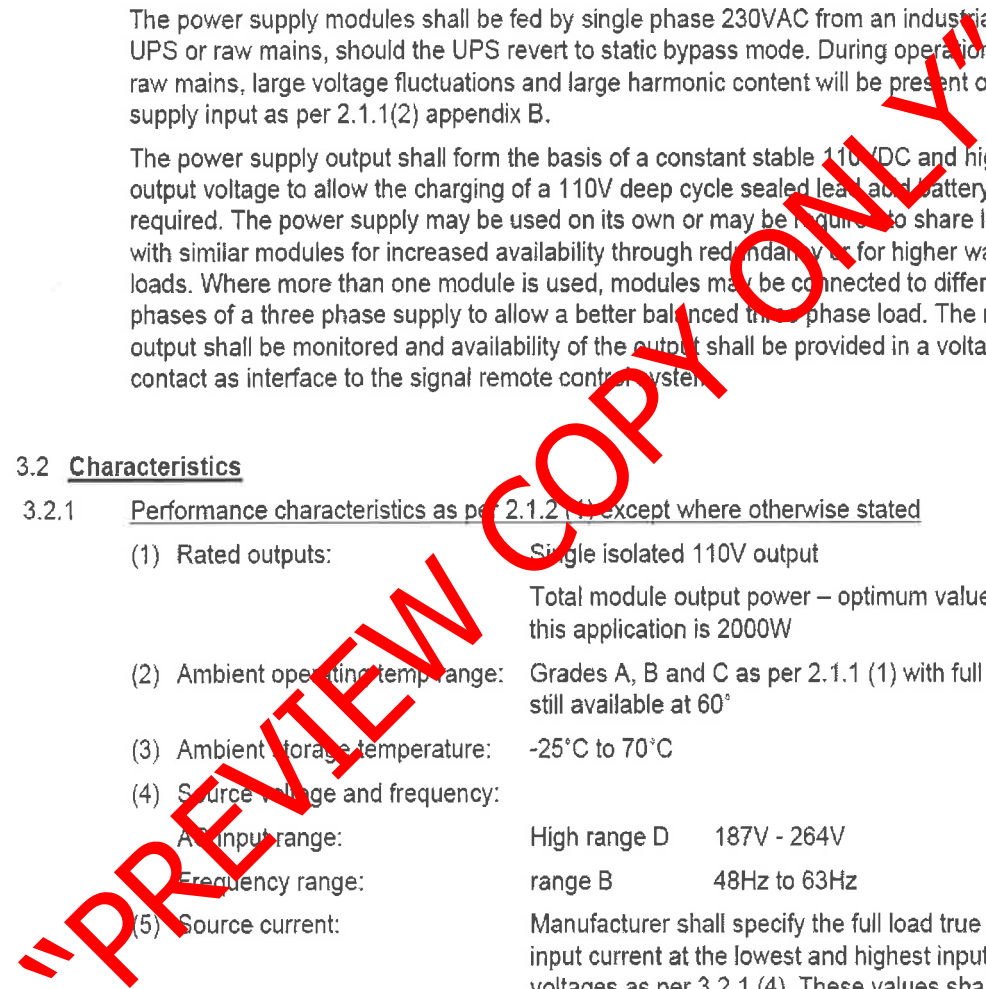 The power supply modules shall be fed by single phase 230VAC from an
UPS or raw mains, should the UPS revert to static bypass mode. During
raw mains, large voltage fluctuations and large harmonic content will be present
supply input as per 2.1.1(2) appendix B.
The power supply output shall form the basis of a constant stable 110VDC and
output voltage to allow the charging of a 110V deep cycle sealed lead acid battery
required. The power supply may be used on its own or may be required to share
with similar modules for increased availability through redundancy or for higher
loads. Where more than one module is used, modules may be connected to
phases of a three phase supply to allow a better balanced three phase load. The
output shall be monitored and availability of the output shall be provided in a
contact as interface to the signal remote control system
3.2 Characteristics
3.2.1 Performance characteristics as per 2.1.2 (1) except where otherwise stated
(1) Rated outputs: Single isolated 110V output
Total module output power – optimum value
this application is 2000W
(2) Ambient operating temp range: Grades A, B and C as per 2.1.1 (1) with full
still available at 60°
(3) Ambient storage temperature: -25°C to 70°C
(4) Source voltage and frequency:
AC input range: High range D 187V - 264V
Frequency range: range B 48Hz to 63Hz
(5) Source current: Manufacturer shall specify the full load true
input current at the lowest and highest input
voltages as per 3.2.1 (4). These values
"PREVIEW COPY ONLY"